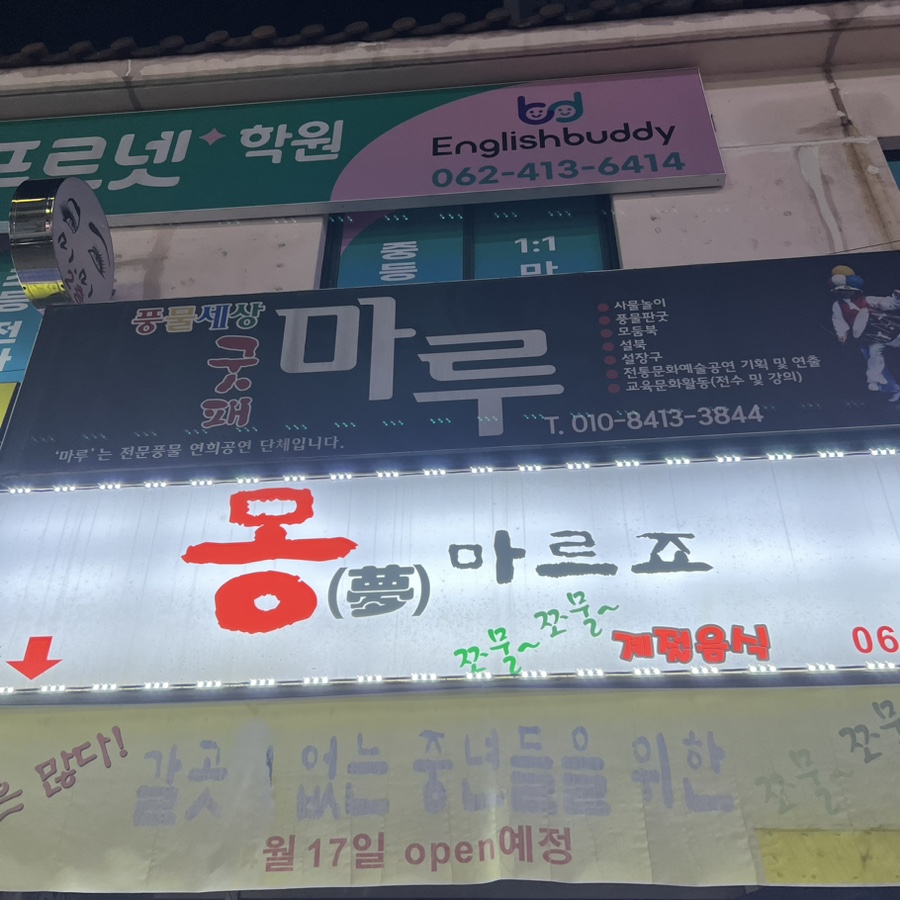 프르넷 학원
Englishbuddy
062-413-6414
중등
1:1
풍물세상
굿패
마루
사물놀이
풍물판굿
모둠북
설북
설장구
전통문화예술공연 기획 및 연출
교육문화활동(전수 및 강의)
T. 010-8413-3844
'마루'는 전문풍물 연희공연 단체입니다.
몽(夢) 마르죠
쪼물~쪼물~
계절음식
06
은 많다!
갈곳 없는 중년들을 위한
쪼물~ 쪼물
월 17일 open예정